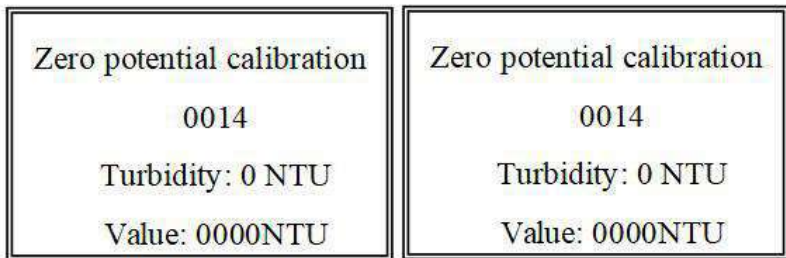 Zero potential calibration
0014
Turbidity: 0 NTU
Value: 0000NTU
Zero potential calibration
0014
Turbidity: 0 NTU
Value: 0000NTU